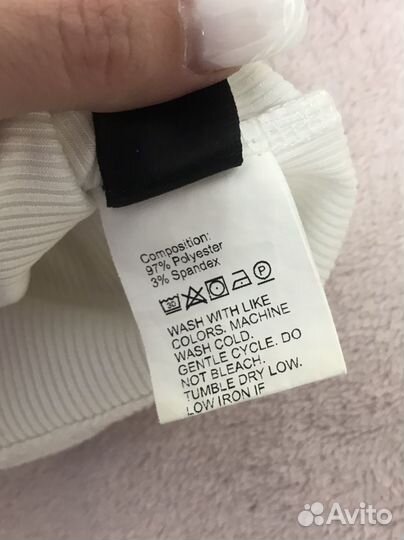 Composition:
97% Polyester
3% Spandex
30 P
WASH WITH LIKE
COLORS. MACHINE
WASH COLD.
GENTLE CYCLE. DO
NOT BLEACH.
TUMBLE DRY LOW.
LOW IRON IF
Avito